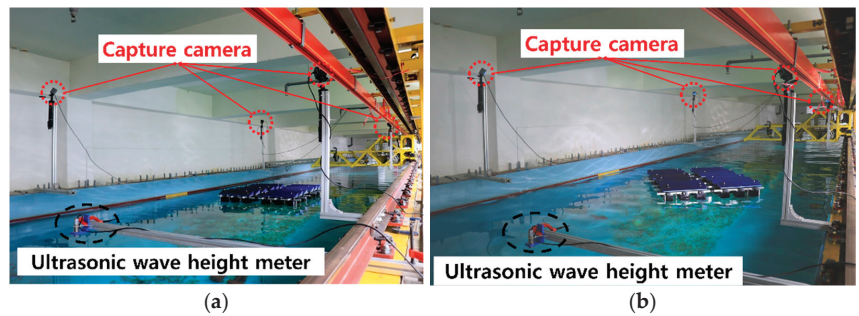 Capture camera
Ultrasonic wave height meter
(a)
Capture camera
Ultrasonic wave height meter
(b)